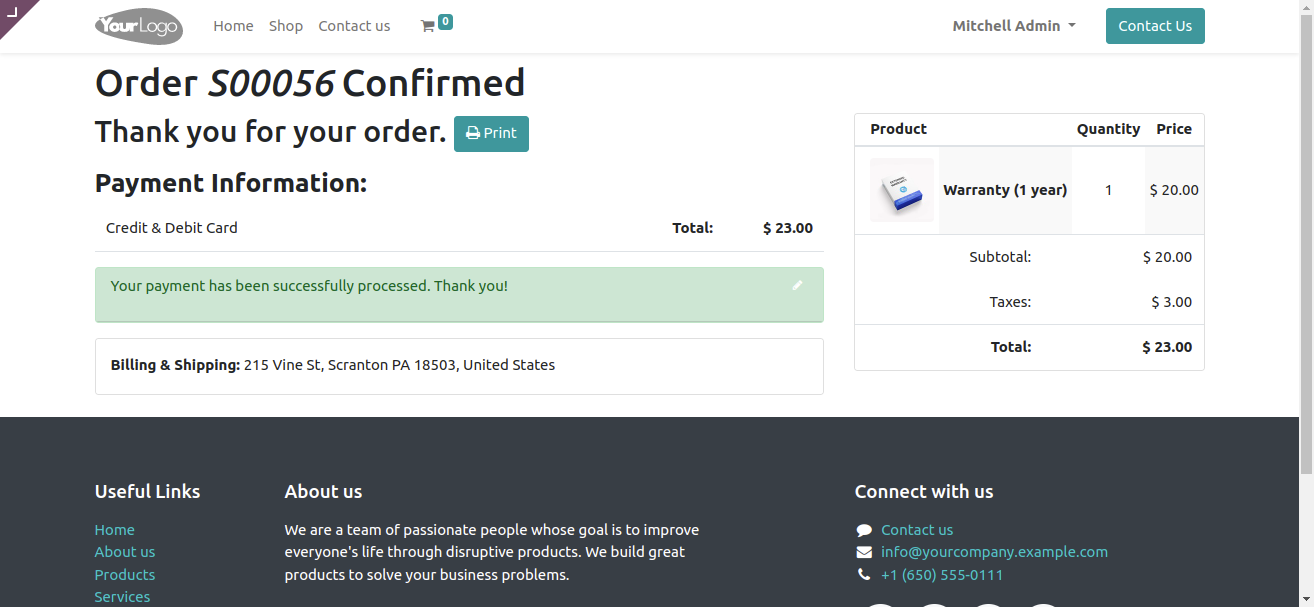 YourLogo
Home Shop Contact us 0 Mitchell Admin Contact Us
Order S00056 Confirmed
Thank you for your order. Print
Payment Information:
Credit & Debit Card Total: $ 23.00
Your payment has been successfully processed. Thank you!
Billing & Shipping: 215 Vine St, Scranton PA 18503, United States
Product Quantity Price
Warranty (1 year) 1 $ 20.00
Subtotal: $ 20.00
Taxes: $ 3.00
Total: $ 23.00
Useful Links
Home
About us
Products
Services
About us
We are a team of passionate people whose goal is to improve
everyone's life through disruptive products. We build great
products to solve your business problems.
Connect with us
Contact us
info@yourcompany.example.com
+1 (650) 555-0111